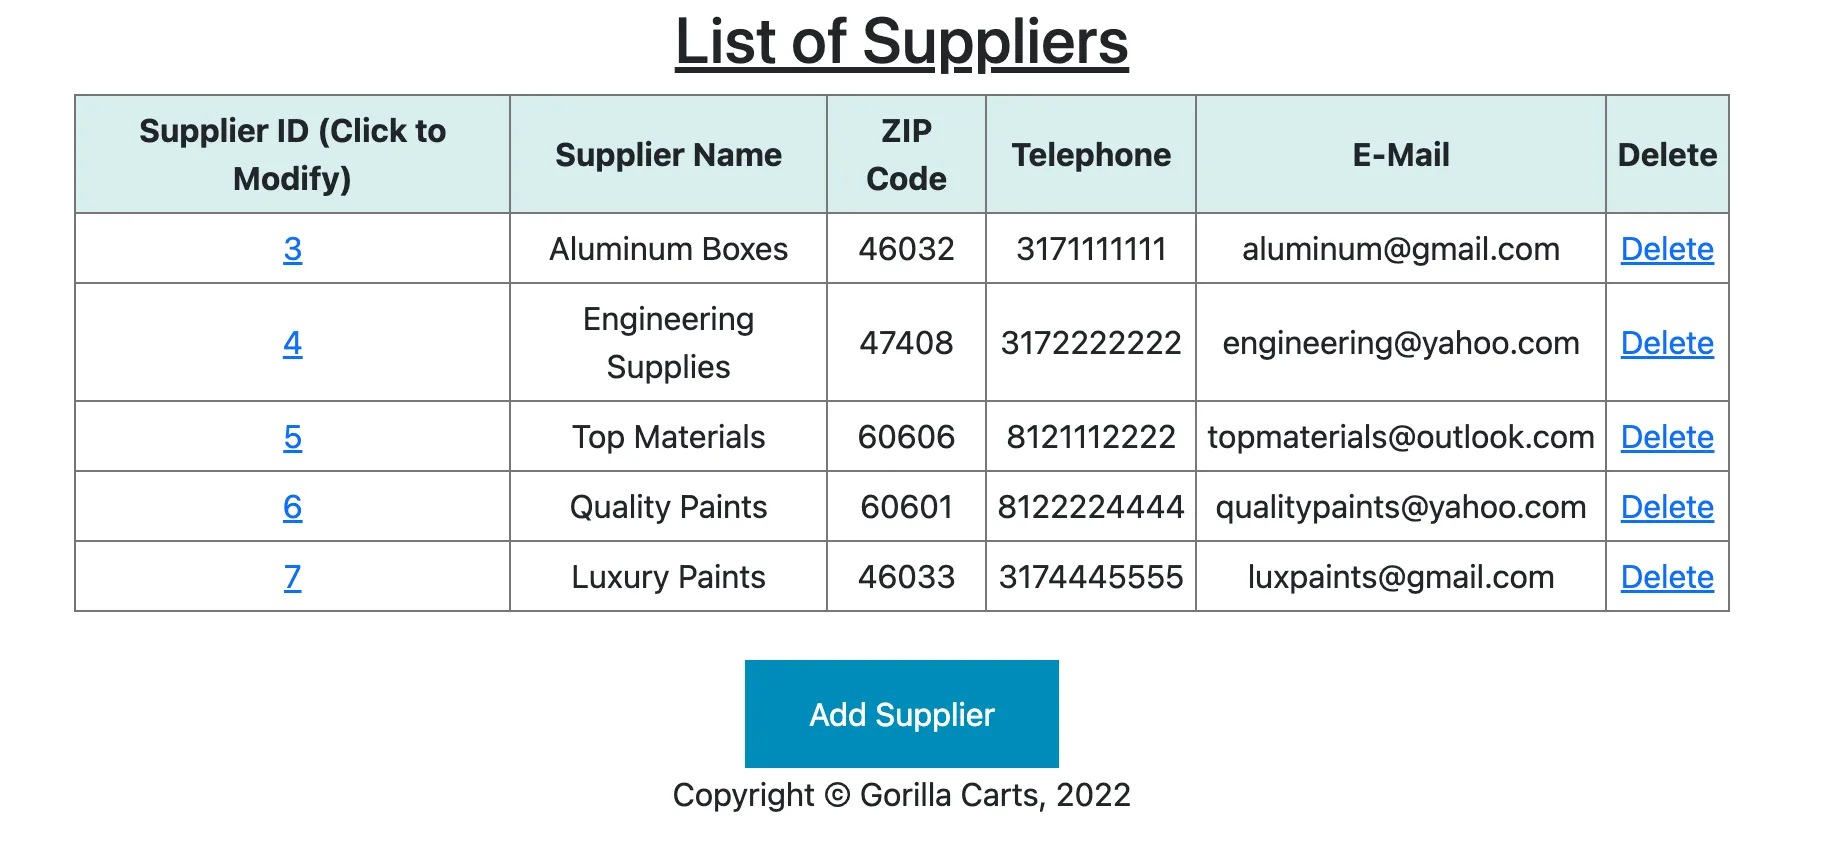 List of Suppliers
Supplier ID (Click to Modify) Supplier Name ZIP Code Telephone E-Mail Delete
3 Aluminum Boxes 46032 3171111111 aluminum@gmail.com Delete
4 Engineering Supplies 47408 3172222222 engineering@yahoo.com Delete
5 Top Materials 60606 8121112222 topmaterials@outlook.com Delete
6 Quality Paints 60601 8122224444 qualitypaints@yahoo.com Delete
7 Luxury Paints 46033 3174445555 luxpaints@gmail.com Delete
Add Supplier
Copyright © Gorilla Carts, 2022